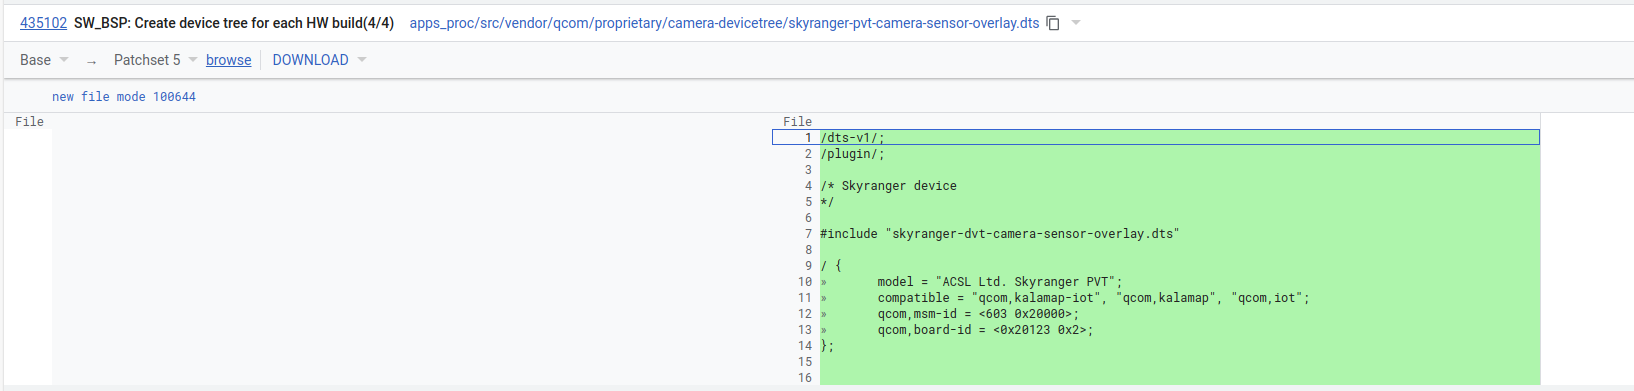 435102 SW_BSP: Create device tree for each HW build(4/4) apps_proc/src/vendor/qcom/proprietary/camera-devicetree/skyranger-pvt-camera-sensor-overlay.dts
Base → Patchset 5 browse DOWNLOAD
new file mode 100644
File File
1 /dts-v1/;
2 /plugin/;
3
4 /* Skyranger device
5 */
6
7 #include "skyranger-dvt-camera-sensor-overlay.dts"
8
9 / {
10 » model = "ACSL Ltd. Skyranger PVT";
11 » compatible = "qcom,kalamap-iot", "qcom,kalamap", "qcom,iot";
12 » qcom,msm-id = <603 0x20000>;
13 » qcom,board-id = <0x20123 0x2>;
14 };
15
16